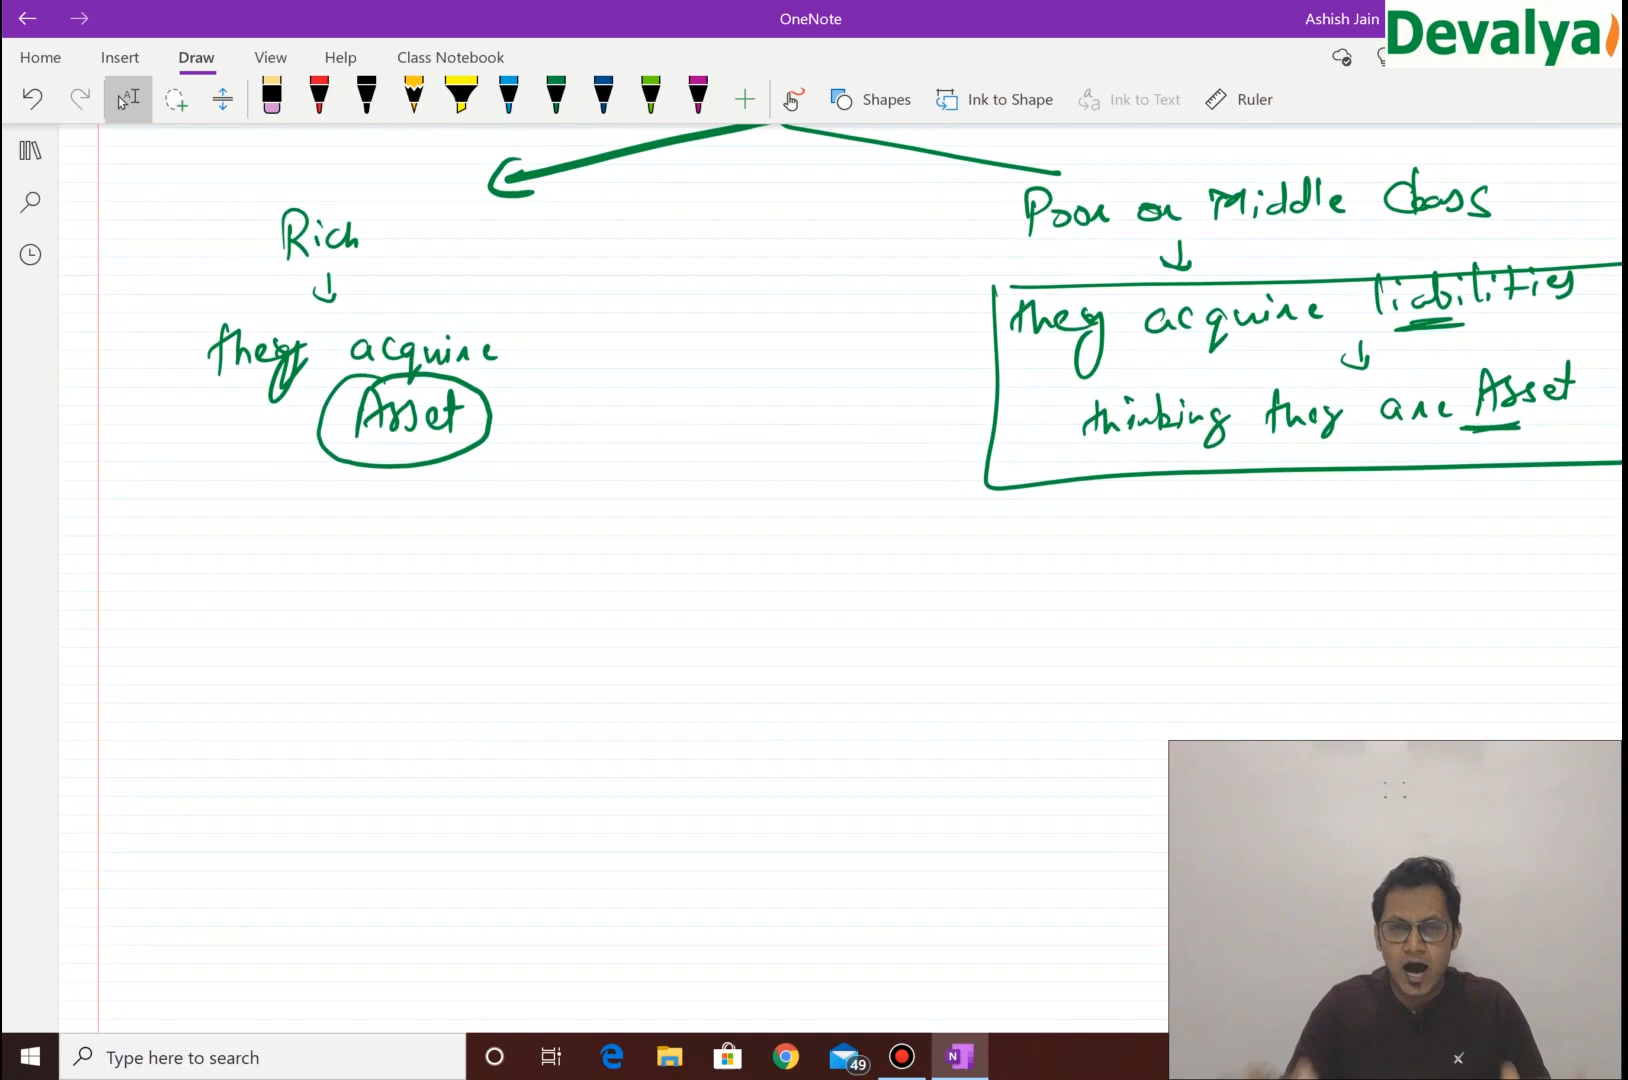 OneNote
Ashish Jain
Devalya
Home Insert Draw View Help Class Notebook
Shapes Ink to Shape Ink to Text Ruler
Rich
they acquire
Asset
Poor or Middle Class
they acquire liabilities
thinking they are Asset
Type here to search
49